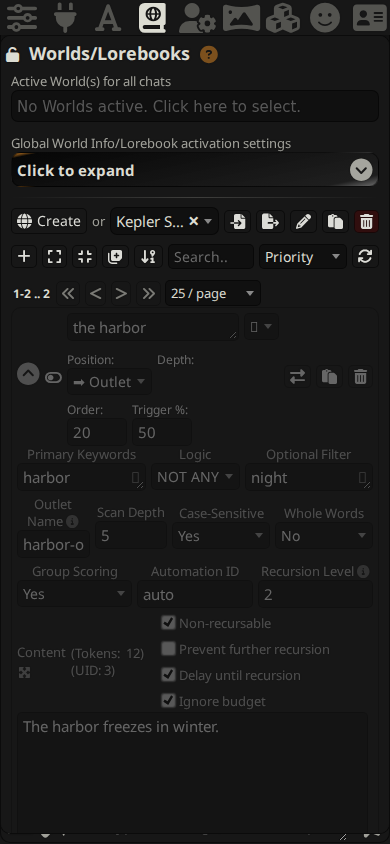 Worlds/Lorebooks ?
Active World(s) for all chats
No Worlds active. Click here to select.
Global World Info/Lorebook activation settings
Click to expand
Create or Kepler S... ×
Search.. Priority
1-2 .. 2 25 / page
the harbor
Position: Depth:
➡ Outlet
Order: Trigger %:
20 50
Primary Keywords Logic Optional Filter
harbor NOT ANY night
Outlet Name Scan Depth Case-Sensitive Whole Words
harbor-o 5 Yes No
Group Scoring Automation ID Recursion Level
Yes auto 2
Non-recursable
Prevent further recursion
Delay until recursion
Ignore budget
Content (Tokens: 12)
(UID: 3)
The harbor freezes in winter.